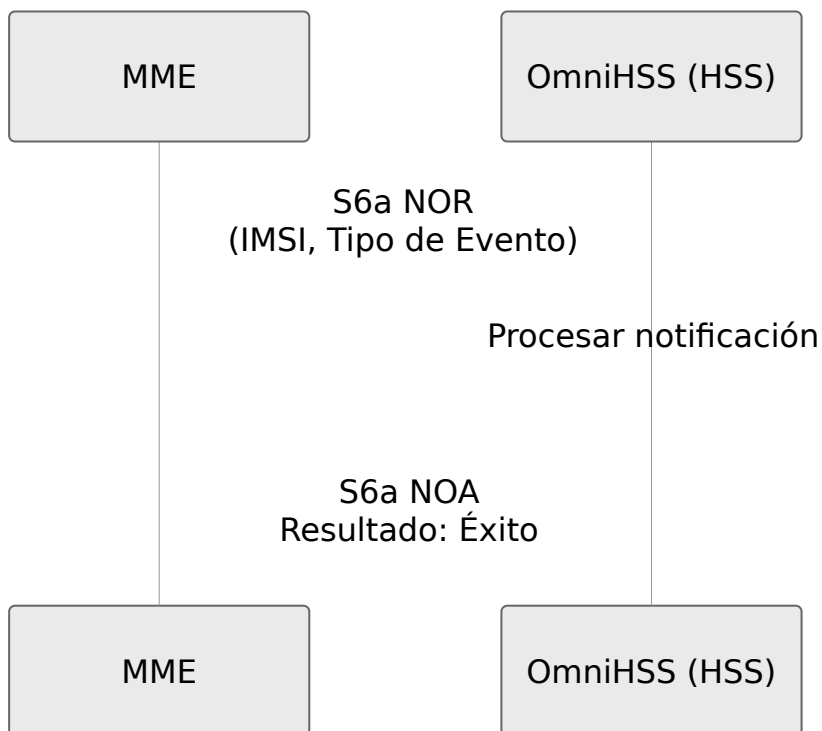 MME
OmniHSS (HSS)
S6a NOR
(IMSI, Tipo de Evento)
Procesar notificación
S6a NOA
Resultado: Éxito
MME
OmniHSS (HSS)